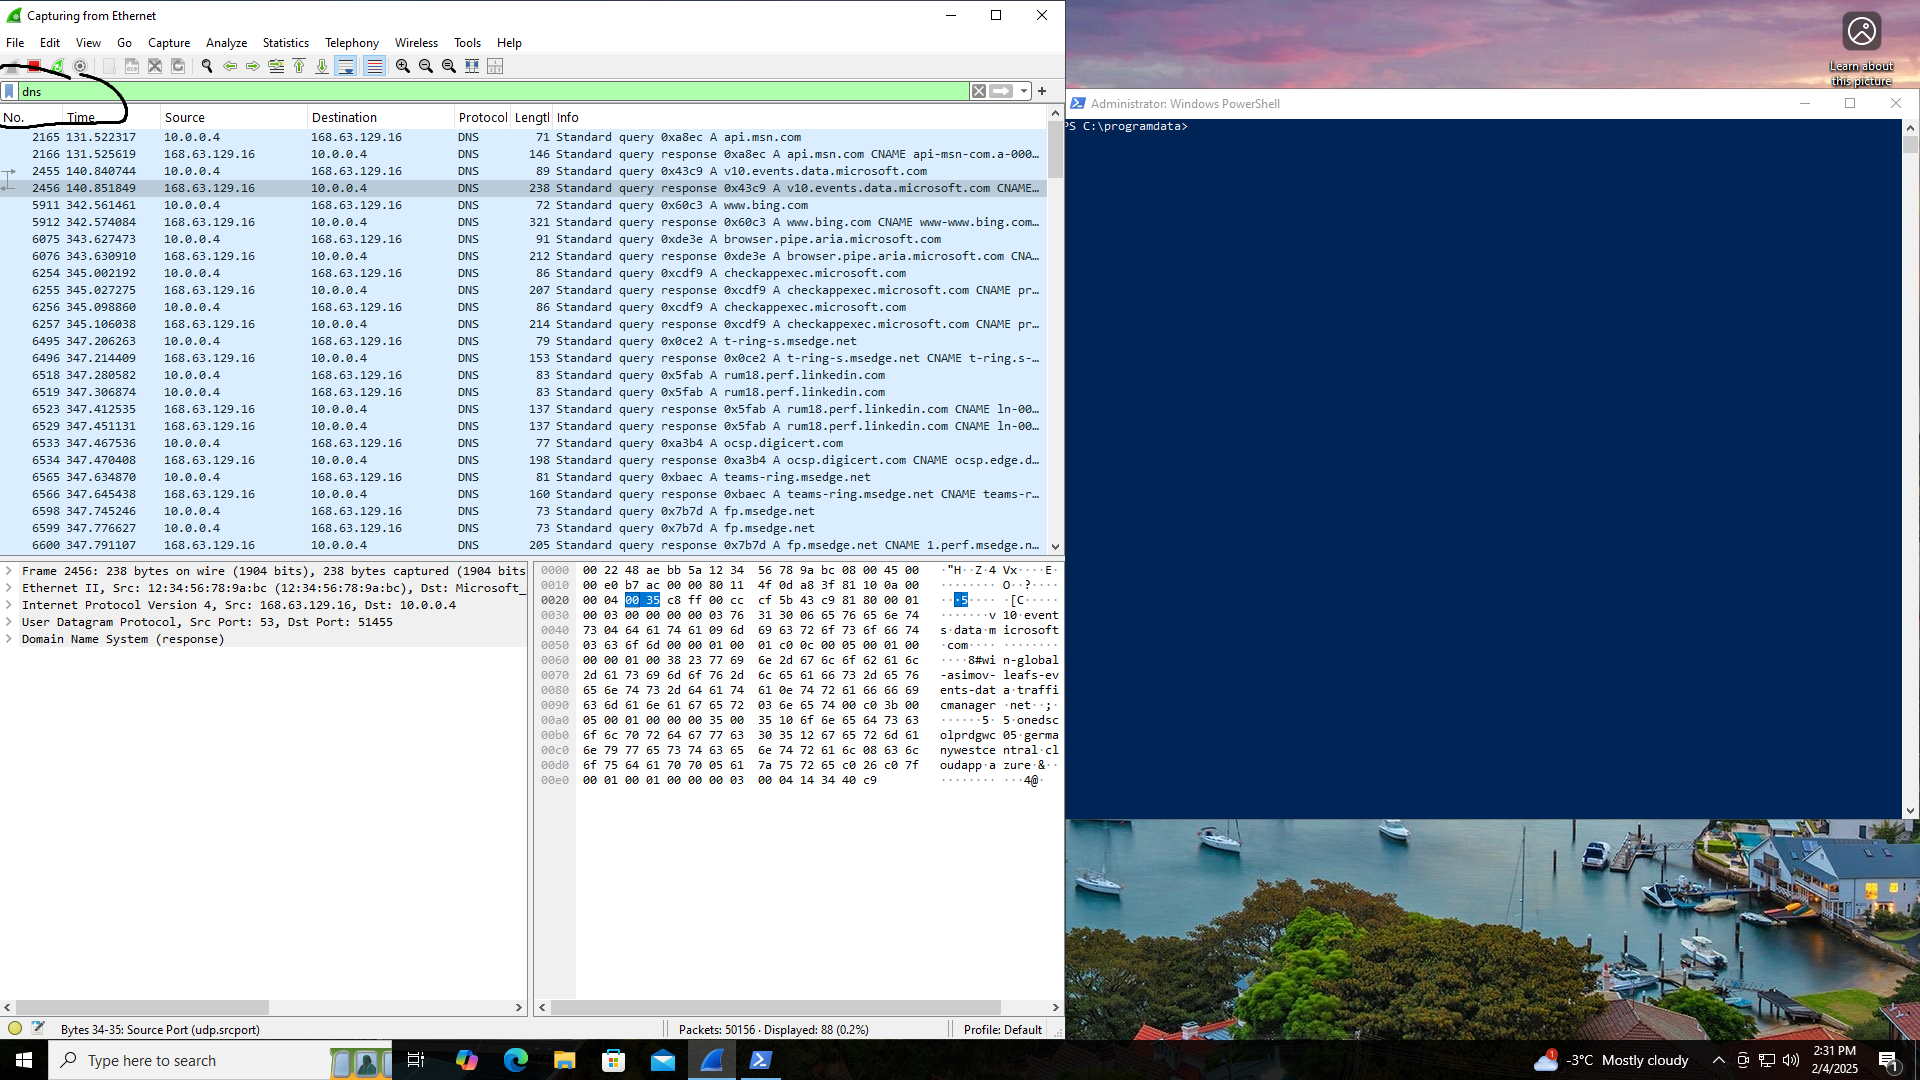 Capturing from Ethernet
File Edit View Go Capture Analyze Statistics Telephony Wireless Tools Help
dns
No. Time Source Destination Protocol Lengtl Info
2165 131.522317 10.0.0.4 168.63.129.16 DNS 71 Standard query 0xa8ec A api.msn.com
2166 131.525619 168.63.129.16 10.0.0.4 DNS 146 Standard query response 0xa8ec A api.msn.com CNAME api-msn-com.a-000…
2455 140.840744 10.0.0.4 168.63.129.16 DNS 89 Standard query 0x43c9 A v10.events.data.microsoft.com
2456 140.851849 168.63.129.16 10.0.0.4 DNS 238 Standard query response 0x43c9 A v10.events.data.microsoft.com CNAME…
5911 342.561461 10.0.0.4 168.63.129.16 DNS 72 Standard query 0x60c3 A www.bing.com
5912 342.574084 168.63.129.16 10.0.0.4 DNS 321 Standard query response 0x60c3 A www.bing.com CNAME www-www.bing.com…
6075 343.627473 10.0.0.4 168.63.129.16 DNS 91 Standard query 0xde3e A browser.pipe.aria.microsoft.com
6076 343.630910 168.63.129.16 10.0.0.4 DNS 212 Standard query response 0xde3e A browser.pipe.aria.microsoft.com CNA…
6254 345.002192 10.0.0.4 168.63.129.16 DNS 86 Standard query 0xcdf9 A checkappexec.microsoft.com
6255 345.027275 168.63.129.16 10.0.0.4 DNS 207 Standard query response 0xcdf9 A checkappexec.microsoft.com CNAME pr…
6256 345.098860 10.0.0.4 168.63.129.16 DNS 86 Standard query 0xcdf9 A checkappexec.microsoft.com
6257 345.106038 168.63.129.16 10.0.0.4 DNS 214 Standard query response 0xcdf9 A checkappexec.microsoft.com CNAME pr…
6495 347.206263 10.0.0.4 168.63.129.16 DNS 79 Standard query 0x0ce2 A t-ring-s.msedge.net
6496 347.214409 168.63.129.16 10.0.0.4 DNS 153 Standard query response 0x0ce2 A t-ring-s.msedge.net CNAME t-ring.s-…
6518 347.280582 10.0.0.4 168.63.129.16 DNS 83 Standard query 0x5fab A rum18.perf.linkedin.com
6519 347.306874 10.0.0.4 168.63.129.16 DNS 83 Standard query 0x5fab A rum18.perf.linkedin.com
6523 347.412535 168.63.129.16 10.0.0.4 DNS 137 Standard query response 0x5fab A rum18.perf.linkedin.com CNAME ln-00…
6529 347.451131 168.63.129.16 10.0.0.4 DNS 137 Standard query response 0x5fab A rum18.perf.linkedin.com CNAME ln-00…
6533 347.467536 10.0.0.4 168.63.129.16 DNS 77 Standard query 0xa3b4 A ocsp.digicert.com
6534 347.470408 168.63.129.16 10.0.0.4 DNS 198 Standard query response 0xa3b4 A ocsp.digicert.com CNAME ocsp.edge.d…
6565 347.634870 10.0.0.4 168.63.129.16 DNS 81 Standard query 0xbaec A teams-ring.msedge.net
6566 347.645438 168.63.129.16 10.0.0.4 DNS 160 Standard query response 0xbaec A teams-ring.msedge.net CNAME teams-r…
6598 347.745246 10.0.0.4 168.63.129.16 DNS 73 Standard query 0x7b7d A fp.msedge.net
6599 347.776627 10.0.0.4 168.63.129.16 DNS 73 Standard query 0x7b7d A fp.msedge.net
6600 347.791107 168.63.129.16 10.0.0.4 DNS 205 Standard query response 0x7b7d A fp.msedge.net CNAME 1.perf.msedge.n…
Frame 2456: 238 bytes on wire (1904 bits), 238 bytes captured (1904 bits
Ethernet II, Src: 12:34:56:78:9a:bc (12:34:56:78:9a:bc), Dst: Microsoft_
Internet Protocol Version 4, Src: 168.63.129.16, Dst: 10.0.0.4
User Datagram Protocol, Src Port: 53, Dst Port: 51455
Domain Name System (response)
0000 00 22 48 ae bb 5a 12 34 56 78 9a bc 08 00 45 00 ·"H··Z·4 Vx····E·
0010 00 e0 b7 ac 00 00 80 11 4f 0d a8 3f 81 10 0a 00 ········ O··?····
0020 00 04 00 35 c8 ff 00 cc cf 5b 43 c9 81 80 00 01 ···5···· ·[C·····
0030 00 03 00 00 00 00 03 76 31 30 06 65 76 65 6e 74 ·······v 10·event
0040 73 04 64 61 74 61 09 6d 69 63 72 6f 73 6f 66 74 s·data·m icrosoft
0050 03 63 6f 6d 00 00 01 00 01 c0 0c 00 05 00 01 00 ·com···· ········
0060 00 00 01 00 38 23 77 69 6e 2d 67 6c 6f 62 61 6c ····8#wi n-global
0070 2d 61 73 69 6d 6f 76 2d 6c 65 61 66 73 2d 65 76 -asimov- leafs-ev
0080 65 6e 74 73 2d 64 61 74 61 0e 74 72 61 66 66 69 ents-dat a·traffi
0090 63 6d 61 6e 61 67 65 72 03 6e 65 74 00 c0 3b 00 cmanager ·net··;·
00a0 05 00 01 00 00 00 35 00 35 10 6f 6e 65 64 73 63 ······5· 5·onedsc
00b0 6f 6c 70 72 64 67 77 63 30 35 12 67 65 72 6d 61 olprdgwc 05·germa
00c0 6e 79 77 65 73 74 63 65 6e 74 72 61 6c 08 63 6c nywestce ntral·cl
00d0 6f 75 64 61 70 70 05 61 7a 75 72 65 c0 26 c0 7f oudapp·a zure·&··
00e0 00 01 00 01 00 00 00 03 00 04 14 34 40 c9 ········ ···4@·
Bytes 34-35: Source Port (udp.srcport) Packets: 50156 · Displayed: 88 (0.2%) Profile: Default
Learn about
this picture
Administrator: Windows PowerShell
PS C:\programdata>
Type here to search
1
-3°C Mostly cloudy
2:31 PM
2/4/2025
1